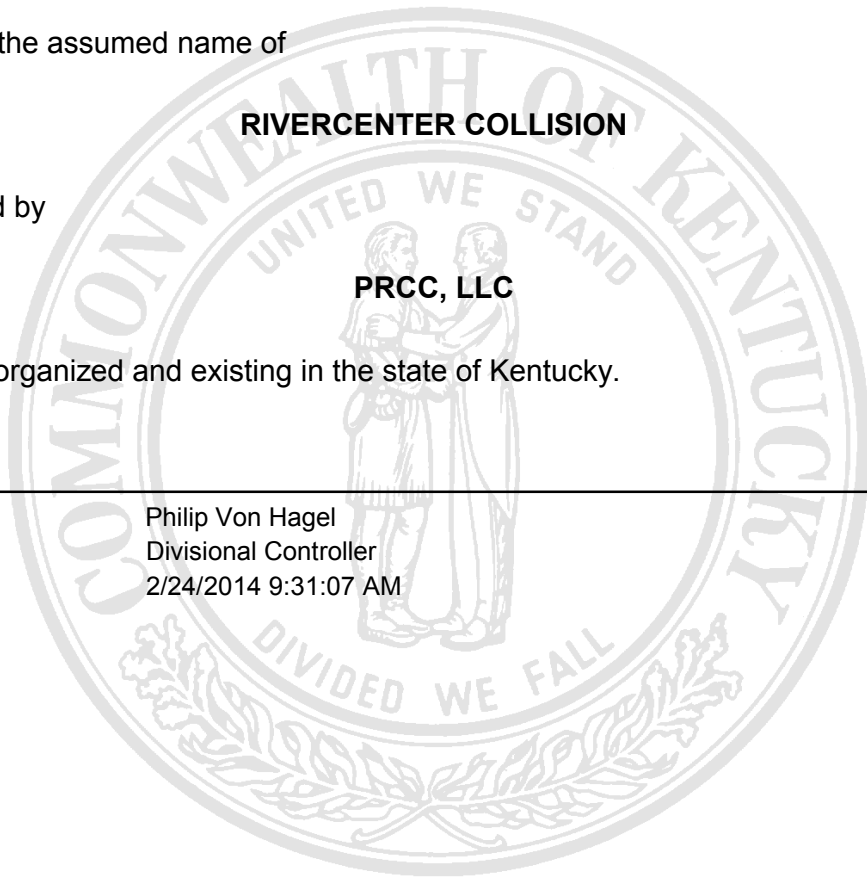 the assumed name of
RIVERCENTER COLLISION
d by
PRCC, LLC
organized and existing in the state of Kentucky.
Philip Von Hagel
Divisional Controller
2/24/2014 9:31:07 AM
COMMONWEALTH OF KENTUCKY
UNITED WE STAND
DIVIDED WE FALL